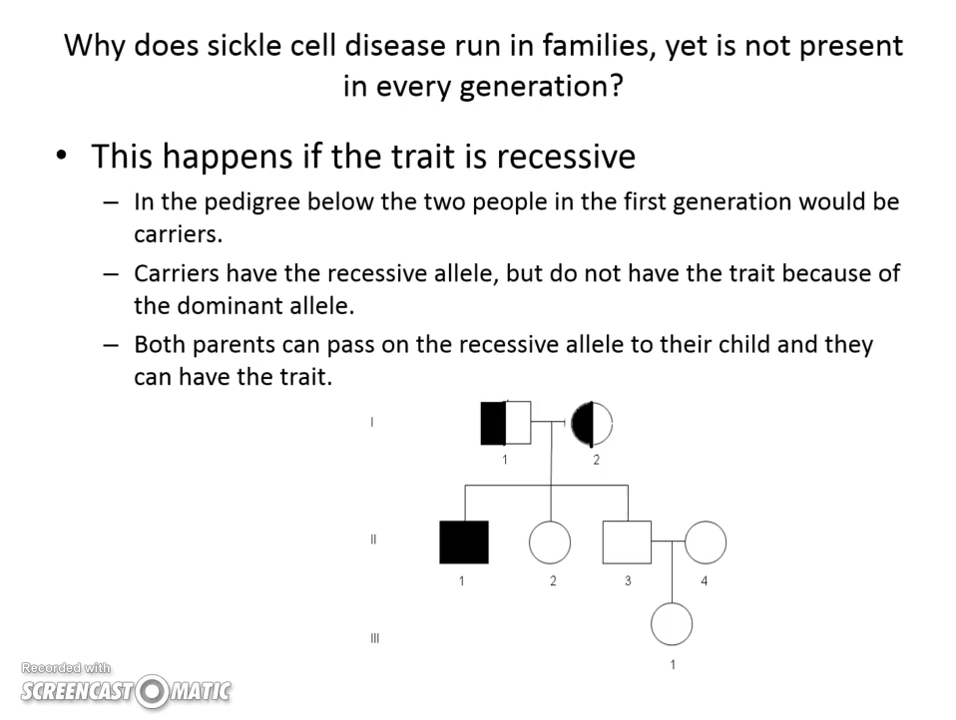 Why does sickle cell disease run in families, yet is not present
in every generation?
• This happens if the trait is recessive
– In the pedigree below the two people in the first generation would be
carriers.
– Carriers have the recessive allele, but do not have the trait because of
the dominant allele.
– Both parents can pass on the recessive allele to their child and they
can have the trait.
I
1 2
II
1 2 3 4
III
1
Recorded with
SCREENCAST-O-MATIC